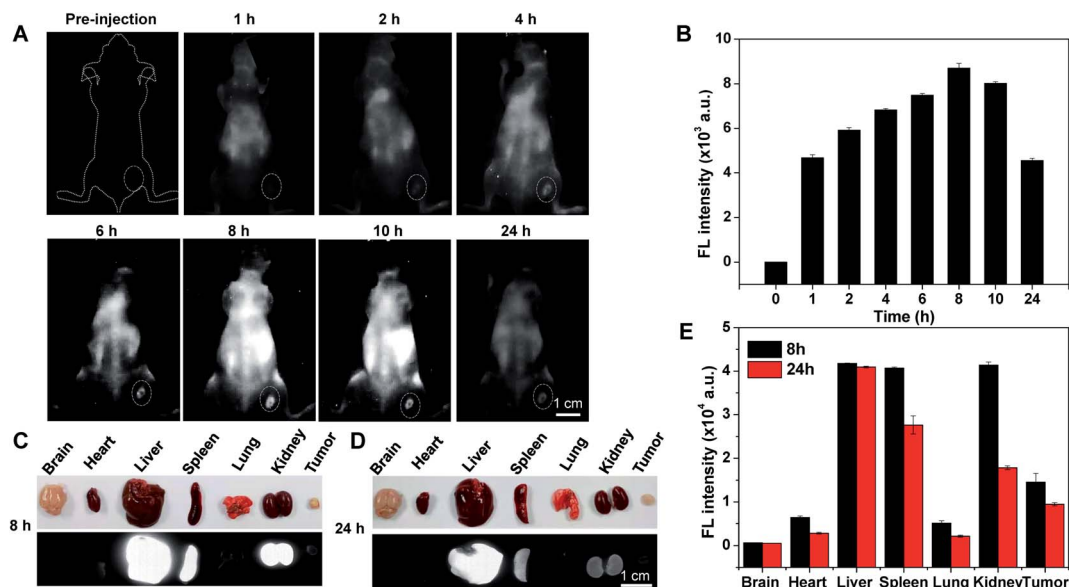 A
Pre-injection 1 h 2 h 4 h
6 h 8 h 10 h 24 h
1 cm
B
FL intensity (x10³ a.u.)
10
8
6
4
2
0
0 1 2 4 6 8 10 24
Time (h)
C
Brain Heart Liver Spleen Lung Kidney Tumor
8 h
D
Brain Heart Liver Spleen Lung Kidney Tumor
24 h
1 cm
E
8h
24h
FL intensity (x10⁴ a.u.)
5
4
3
2
1
0
Brain Heart Liver Spleen Lung Kidney Tumor